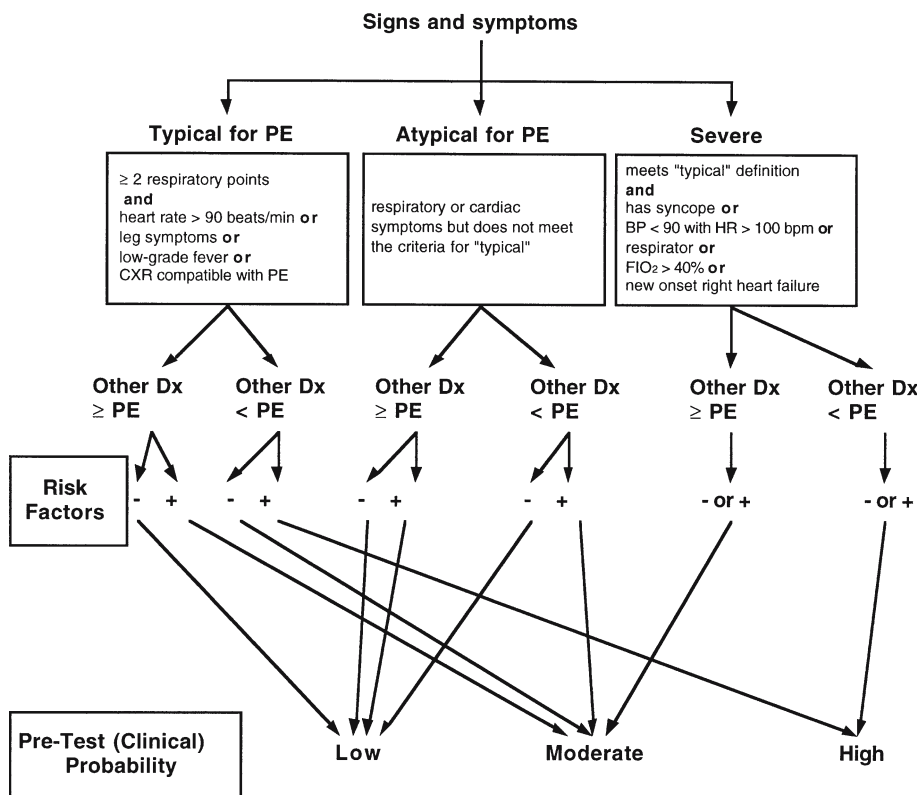 Signs and symptoms
Typical for PE
≥ 2 respiratory points
and
heart rate > 90 beats/min or
leg symptoms or
low-grade fever or
CXR compatible with PE
Atypical for PE
respiratory or cardiac
symptoms but does not meet
the criteria for "typical"
Severe
meets "typical" definition
and
has syncope or
BP < 90 with HR > 100 bpm or
respirator or
FIO₂ > 40% or
new onset right heart failure
Other Dx
≥ PE
Other Dx
< PE
Other Dx
≥ PE
Other Dx
< PE
Other Dx
≥ PE
Other Dx
< PE
Risk
Factors
- +
- +
- +
- +
- or +
- or +
Pre-Test (Clinical)
Probability
Low
Moderate
High